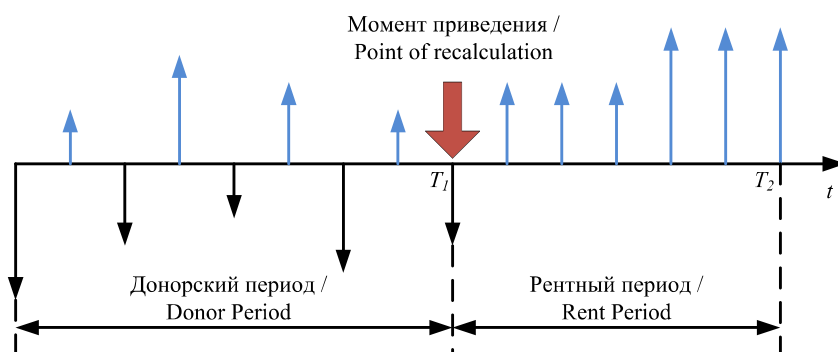 Момент приведения /
Point of recalculation
T1
T2
t
Донорский период /
Donor Period
Рентный период /
Rent Period